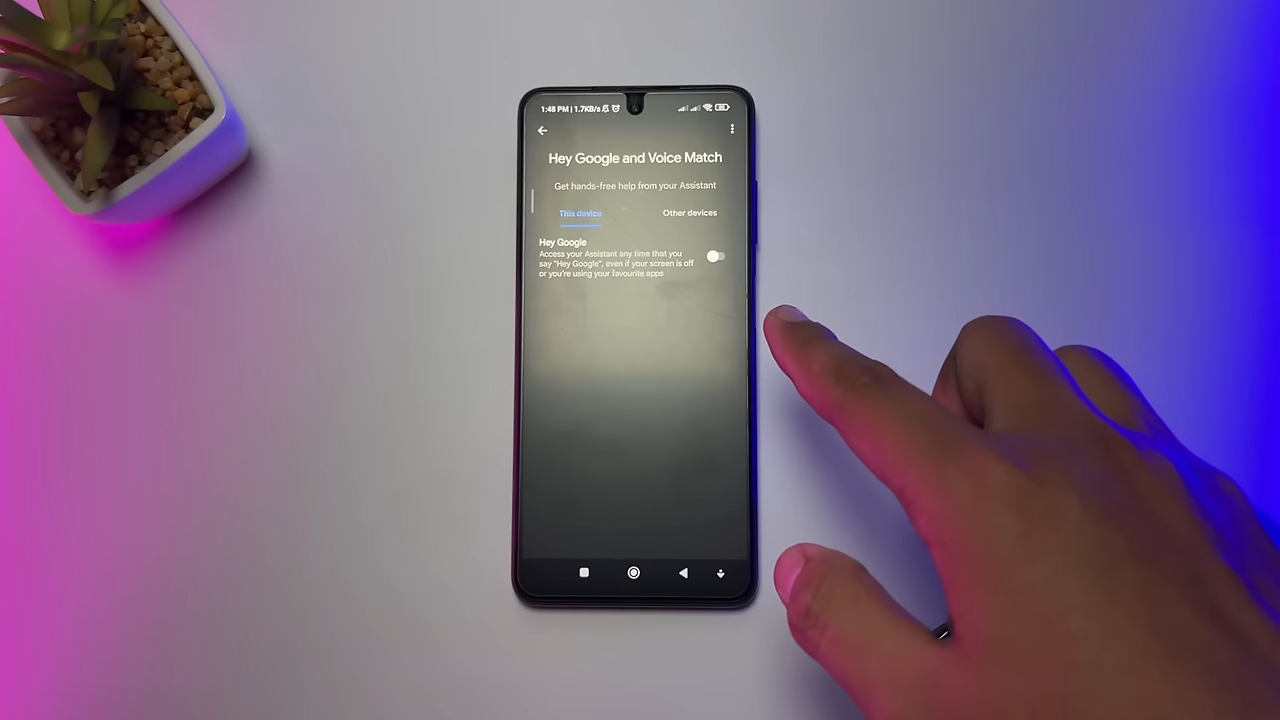 1:48 PM | 1.7KB/s
Hey Google and Voice Match
Get hands-free help from your Assistant
This device Other devices
Hey Google
Access your Assistant any time that you
say "Hey Google", even if your screen is off
or you're using your favourite apps